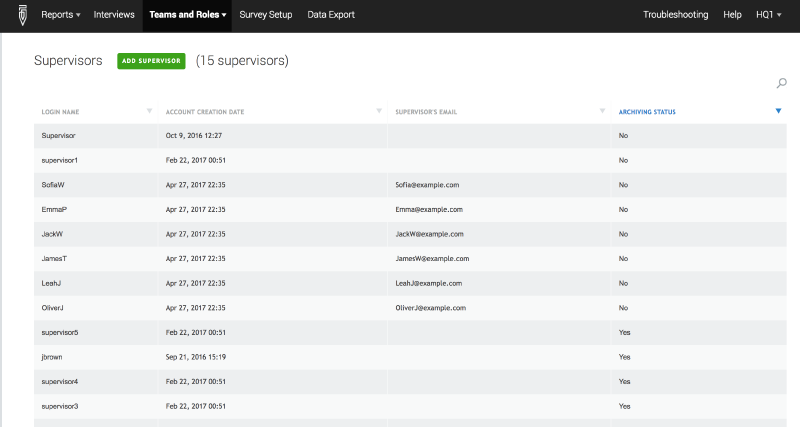 Reports Interviews Teams and Roles Survey Setup Data Export Troubleshooting Help HQ1
Supervisors ADD SUPERVISOR (15 supervisors)
LOGIN NAME ACCOUNT CREATION DATE SUPERVISOR'S EMAIL ARCHIVING STATUS
Supervisor Oct 9, 2016 12:27 No
supervisor1 Feb 22, 2017 00:51 No
SofiaW Apr 27, 2017 22:35 Sofia@example.com No
EmmaP Apr 27, 2017 22:35 Emma@example.com No
JackW Apr 27, 2017 22:35 JackW@example.com No
JamesT Apr 27, 2017 22:35 JamesW@example.com No
LeahJ Apr 27, 2017 22:35 LeahJ@example.com No
OliverJ Apr 27, 2017 22:35 OliverJ@example.com No
supervisor5 Feb 22, 2017 00:51 Yes
jbrown Sep 21, 2016 15:19 Yes
supervisor4 Feb 22, 2017 00:51 Yes
supervisor3 Feb 22, 2017 00:51 Yes